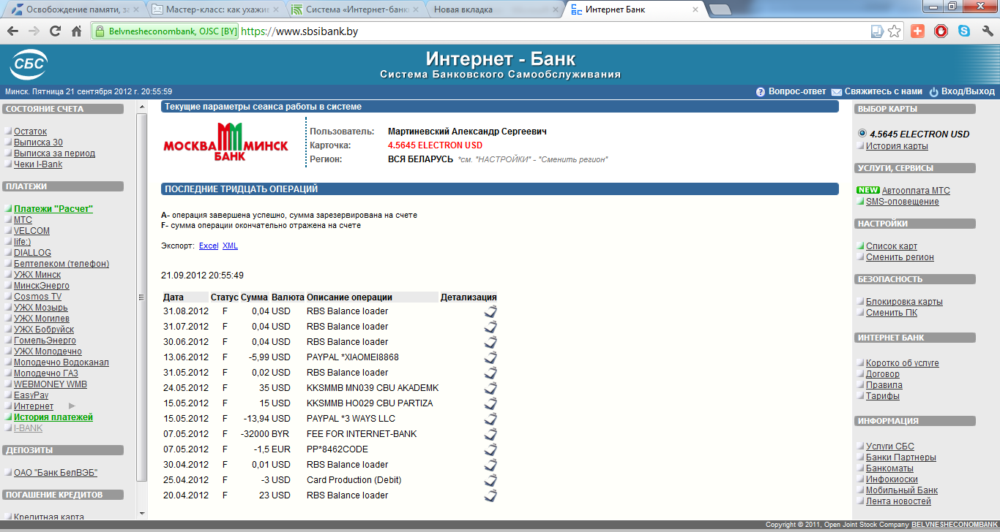 Освобождение памяти, за
Мастер-класс: как ухажив
Система «Интернет-банк
Новая вкладка
Интернет Банк
Belvnesheconombank, OJSC [BY]
https://www.sbsibank.by
СБС
Интернет - Банк
Система Банковского Самообслуживания
Минск. Пятница 21 сентября 2012 г. 20:55:59
Вопрос-ответ
Свяжитесь с нами
Вход/Выход
СОСТОЯНИЕ СЧЕТА
Остаток
Выписка 30
Выписка за период
Чеки I-Bank
ПЛАТЕЖИ
Платежи "Расчет"
МТС
VELCOM
life:)
DIALLOG
Белтелеком (телефон)
УЖХ Минск
МинскЭнерго
Cosmos TV
УЖХ Мозырь
УЖХ Могилев
УЖХ Бобруйск
ГомельЭнерго
УЖХ Молодечно
Молодечно Водоканал
Молодечно ГАЗ
WEBMONEY WMB
EasyPay
Интернет
История платежей
I-BANK
ДЕПОЗИТЫ
ОАО "Банк БелВЭБ"
ПОГАШЕНИЕ КРЕДИТОВ
Кредитная карта
Текущие параметры сеанса работы в системе
МОСКВА МИНСК
БАНК
Пользователь: Мартиневский Александр Сергеевич
Карточка: 4.5645 ELECTRON USD
Регион: ВСЯ БЕЛАРУСЬ *см. "НАСТРОЙКИ" - "Сменить регион"
ПОСЛЕДНИЕ ТРИДЦАТЬ ОПЕРАЦИЙ
A- операция завершена успешно, сумма зарезервирована на счете
F- сумма операции окончательно отражена на счете
Экспорт: Excel XML
21.09.2012 20:55:49
Дата Статус Сумма Валюта Описание операции Детализация
31.08.2012 F 0,04 USD RBS Balance loader
31.07.2012 F 0,04 USD RBS Balance loader
30.06.2012 F 0,04 USD RBS Balance loader
13.06.2012 F -5,99 USD PAYPAL *XIAOMEI8868
31.05.2012 F 0,02 USD RBS Balance loader
24.05.2012 F 35 USD KKSMMB MN039 CBU AKADEMK
15.05.2012 F 15 USD KKSMMB HO029 CBU PARTIZA
15.05.2012 F -13,94 USD PAYPAL *3 WAYS LLC
07.05.2012 F -32000 BYR FEE FOR INTERNET-BANK
07.05.2012 F -1,5 EUR PP*8462CODE
30.04.2012 F 0,01 USD RBS Balance loader
25.04.2012 F -3 USD Card Production (Debit)
20.04.2012 F 23 USD RBS Balance loader
ВЫБОР КАРТЫ
4.5645 ELECTRON USD
История карты
УСЛУГИ, СЕРВИСЫ
NEW Автооплата МТС
SMS-оповещение
НАСТРОЙКИ
Список карт
Сменить регион
БЕЗОПАСНОСТЬ
Блокировка карты
Сменить ПК
ИНТЕРНЕТ БАНК
Коротко об услуге
Договор
Правила
Тарифы
ИНФОРМАЦИЯ
Услуги СБС
Банки Партнеры
Банкоматы
Инфокиоски
Мобильный Банк
Лента новостей
Copyright © 2011, Open Joint Stock Company BELVNESHECONOMBANK